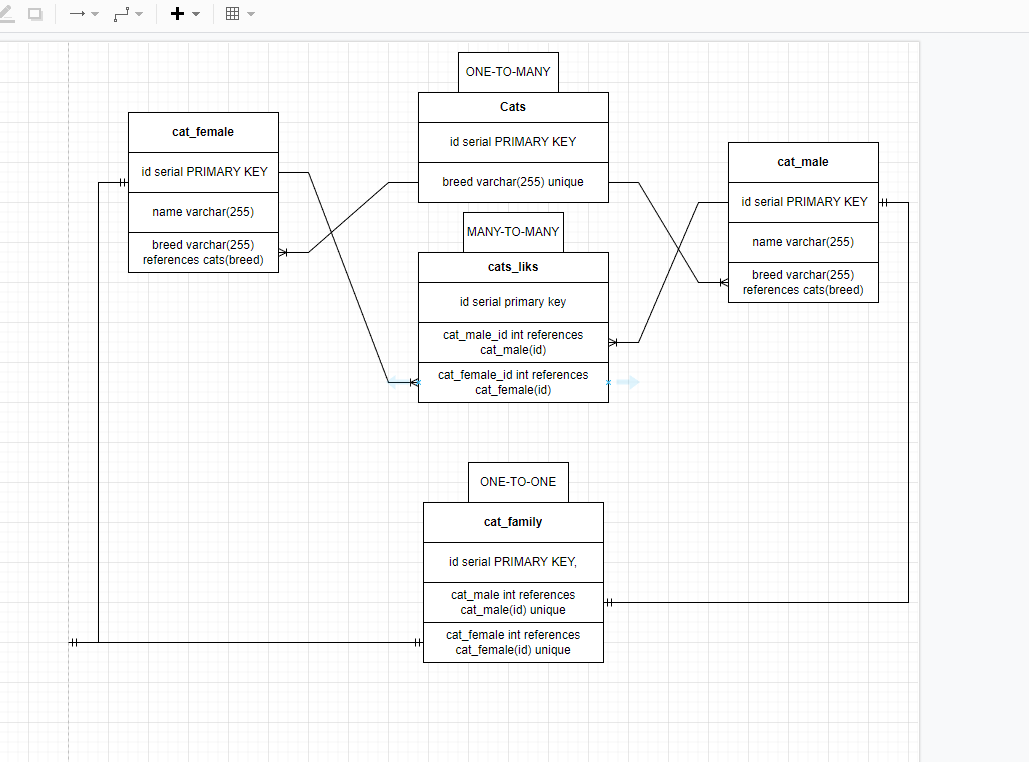 ONE-TO-MANY
Cats
id serial PRIMARY KEY
breed varchar(255) unique
cat_female
id serial PRIMARY KEY
name varchar(255)
breed varchar(255)
references cats(breed)
cat_male
id serial PRIMARY KEY
name varchar(255)
breed varchar(255)
references cats(breed)
MANY-TO-MANY
cats_liks
id serial primary key
cat_male_id int references
cat_male(id)
cat_female_id int references
cat_female(id)
ONE-TO-ONE
cat_family
id serial PRIMARY KEY,
cat_male int references
cat_male(id) unique
cat_female int references
cat_female(id) unique